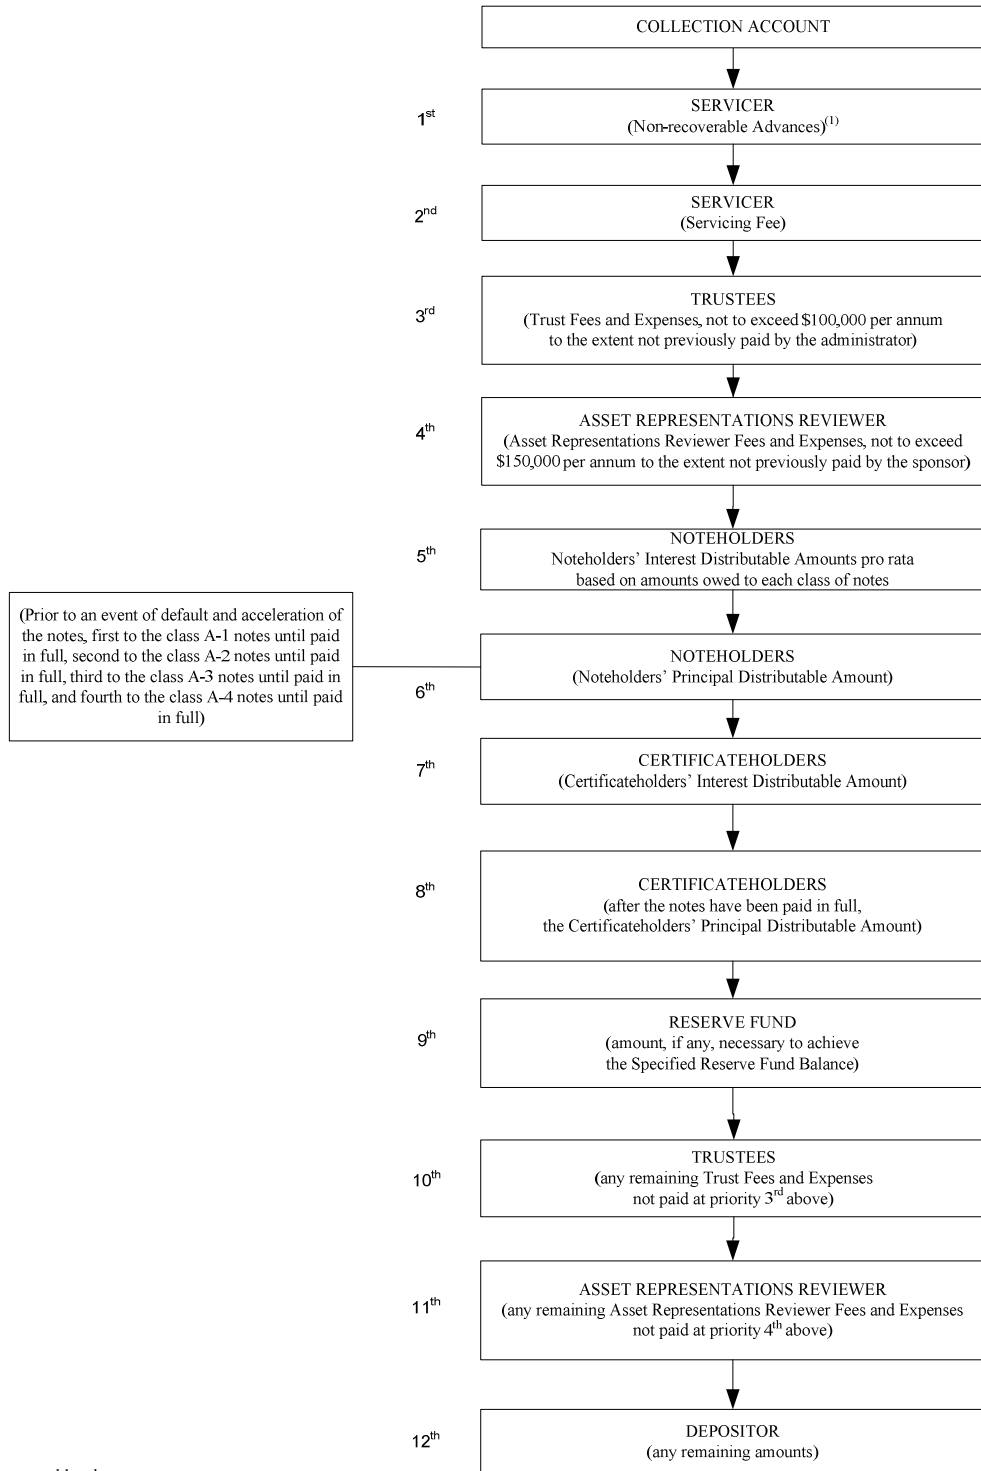 COLLECTION ACCOUNT
1st
SERVICER
(Non-recoverable Advances)(1)
2nd
SERVICER
(Servicing Fee)
3rd
TRUSTEES
(Trust Fees and Expenses, not to exceed $100,000 per annum
to the extent not previously paid by the administrator)
4th
ASSET REPRESENTATIONS REVIEWER
(Asset Representations Reviewer Fees and Expenses, not to exceed
$150,000 per annum to the extent not previously paid by the sponsor)
5th
NOTEHOLDERS
Noteholders’ Interest Distributable Amounts pro rata
based on amounts owed to each class of notes
(Prior to an event of default and acceleration of
the notes, first to the class A-1 notes until paid
in full, second to the class A-2 notes until paid
in full, third to the class A-3 notes until paid in
full, and fourth to the class A-4 notes until paid
in full)
6th
NOTEHOLDERS
(Noteholders’ Principal Distributable Amount)
7th
CERTIFICATEHOLDERS
(Certificateholders’ Interest Distributable Amount)
8th
CERTIFICATEHOLDERS
(after the notes have been paid in full,
the Certificateholders’ Principal Distributable Amount)
9th
RESERVE FUND
(amount, if any, necessary to achieve
the Specified Reserve Fund Balance)
10th
TRUSTEES
(any remaining Trust Fees and Expenses
not paid at priority 3rd above)
11th
ASSET REPRESENTATIONS REVIEWER
(any remaining Asset Representations Reviewer Fees and Expenses
not paid at priority 4th above)
12th
DEPOSITOR
(any remaining amounts)